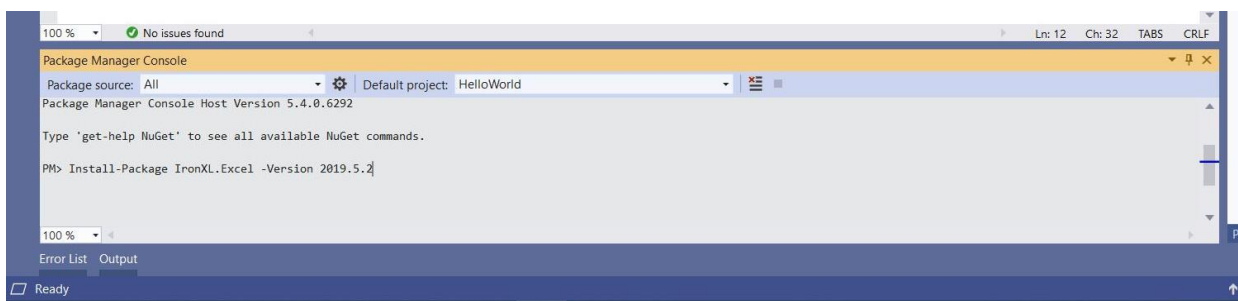 100 % No issues found Ln: 12 Ch: 32 TABS CRLF
Package Manager Console
Package source: All Default project: HelloWorld
Package Manager Console Host Version 5.4.0.6292
Type 'get-help NuGet' to see all available NuGet commands.
PM> Install-Package IronXL.Excel -Version 2019.5.2
100 %
Error List Output
Ready